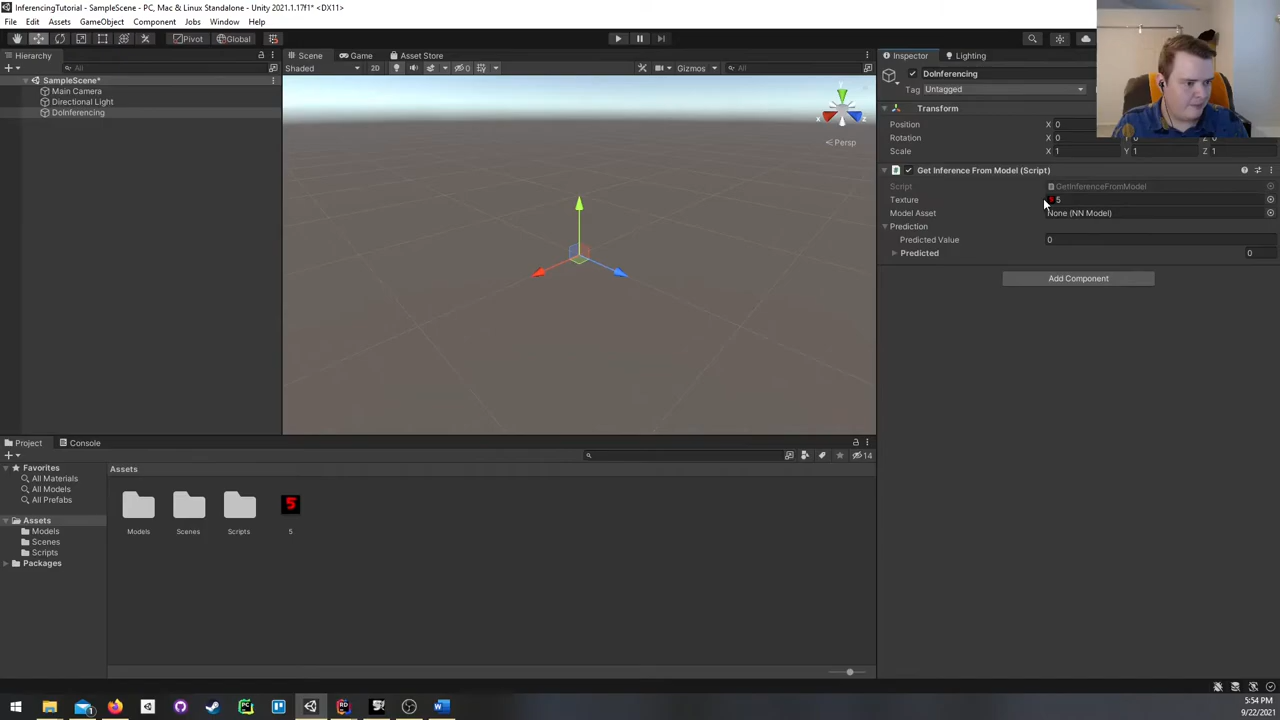 InferencingTutorial - SampleScene - PC, Mac & Linux Standalone - Unity 2021.1.17f1* <DX11>
File Edit Assets GameObject Component Jobs Window Help
Pivot Global
Hierarchy
All
SampleScene*
Main Camera
Directional Light
DoInferencing
Scene Game Asset Store
Shaded 2D Gizmos All
y
x z
Persp
Inspector Lighting
DoInferencing
Tag Untagged
Transform
Position X 0
Rotation X 0
Scale X 1 Y 1 Z 1
Get Inference From Model (Script)
Script GetInferenceFromModel
Texture 5
Model Asset None (NN Model)
Prediction
Predicted Value 0
Predicted 0
Add Component
Project Console
14
Favorites
All Materials
All Models
All Prefabs
Assets
Models
Scenes
Scripts
Packages
Assets
5
Models Scenes Scripts 5
5:54 PM
9/22/2021